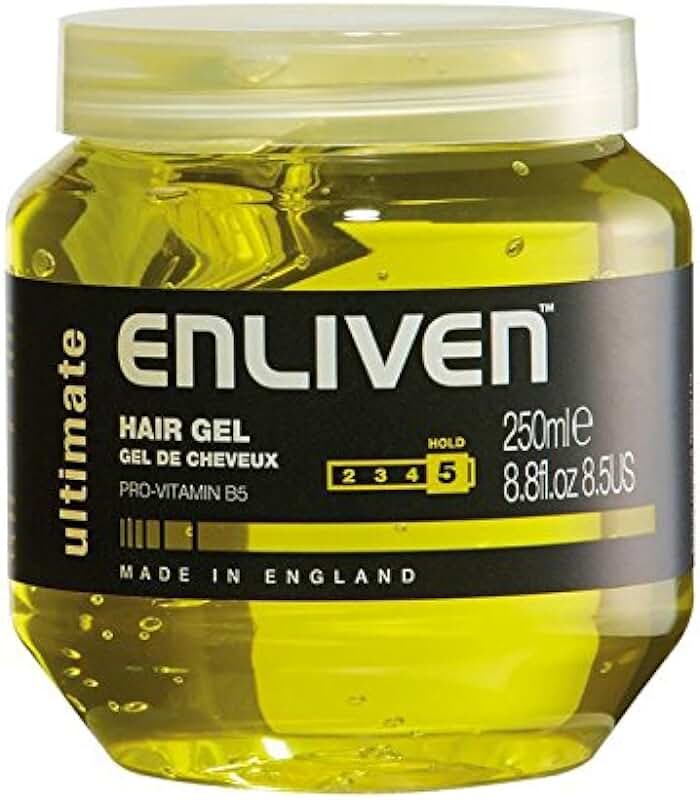 ultimate
ENLIVEN™
HAIR GEL
GEL DE CHEVEUX
PRO-VITAMIN B5
HOLD
2 3 4 5
250ml e
8.8fl.oz 8.5US
MADE IN ENGLAND